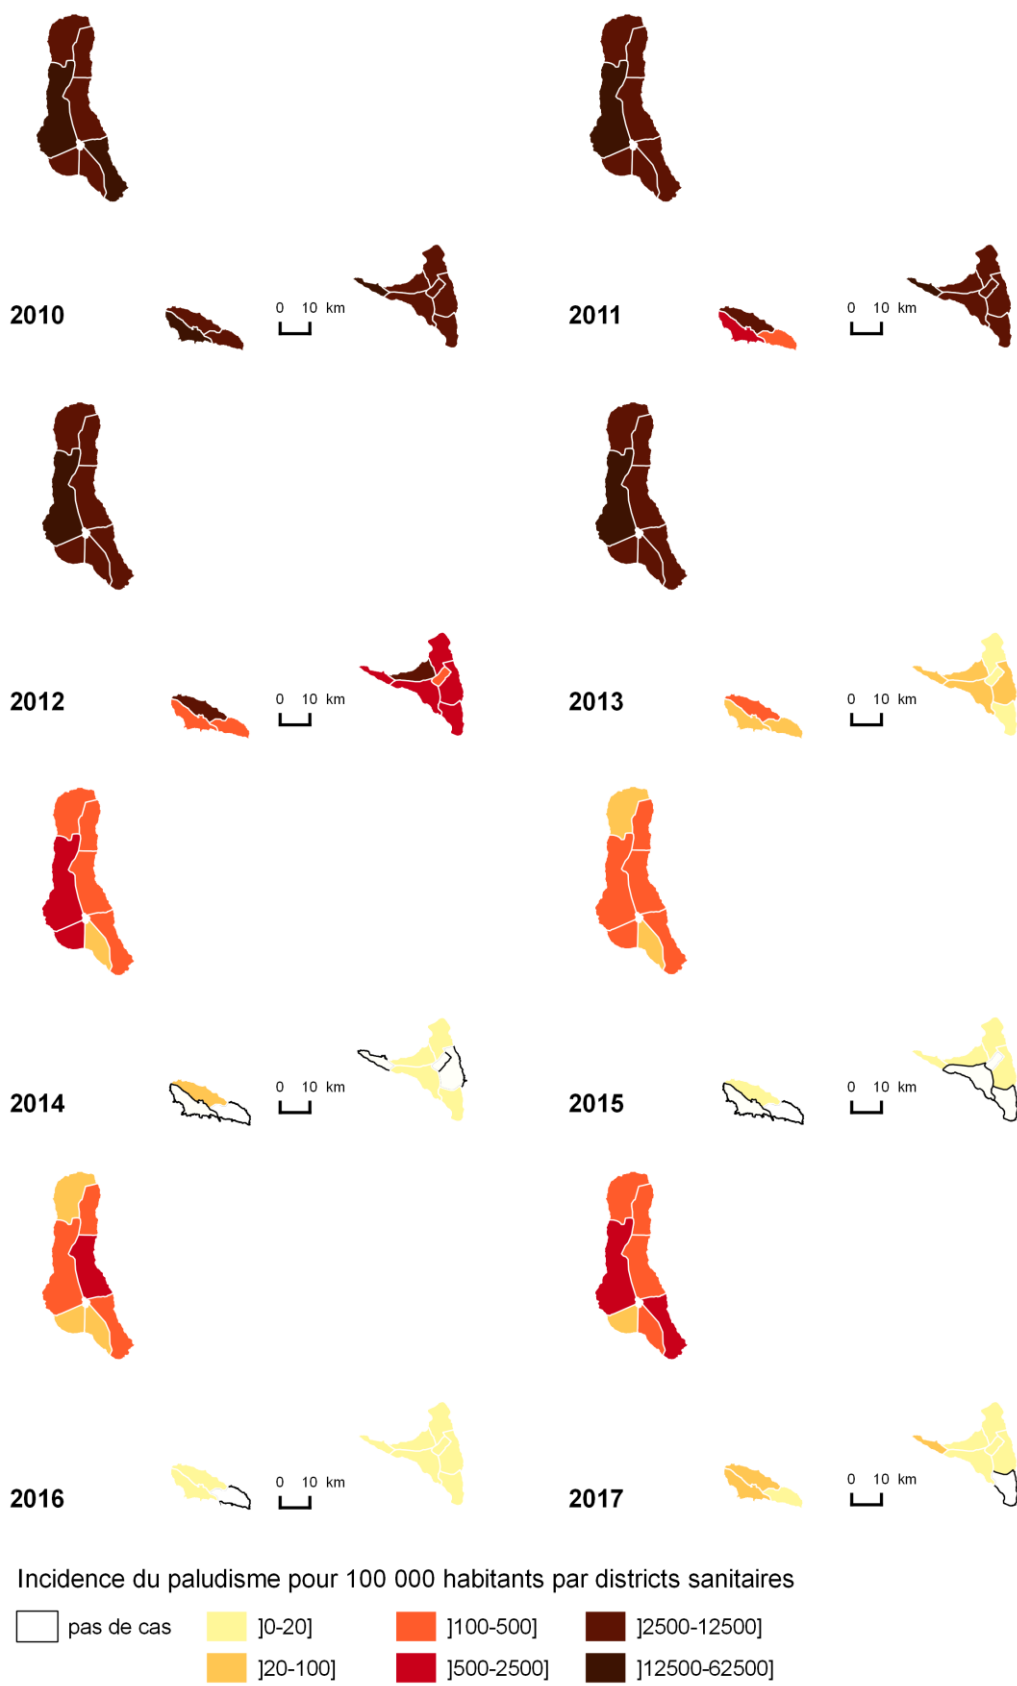 2010
0 10 km
2011
0 10 km
2012
0 10 km
2013
0 10 km
2014
0 10 km
2015
0 10 km
2016
0 10 km
2017
0 10 km
Incidence du paludisme pour 100 000 habitants par districts sanitaires
pas de cas ]0-20] ]100-500] ]2500-12500]
]20-100] ]500-2500] ]12500-62500]